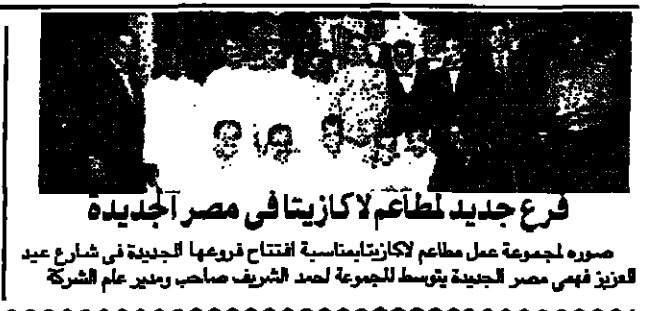 فرع جديد لمطاعم لاكازيتا فى مصر الجديدة
صوره لمجموعة عمل مطاعم لاكازيتا بمناسبة افتتاح فروعها الجديدة فى شارع عبد
العزيز فهمى مصر الجديدة يتوسط المجموعة احمد الشريف صاحب ومدير عام الشركة